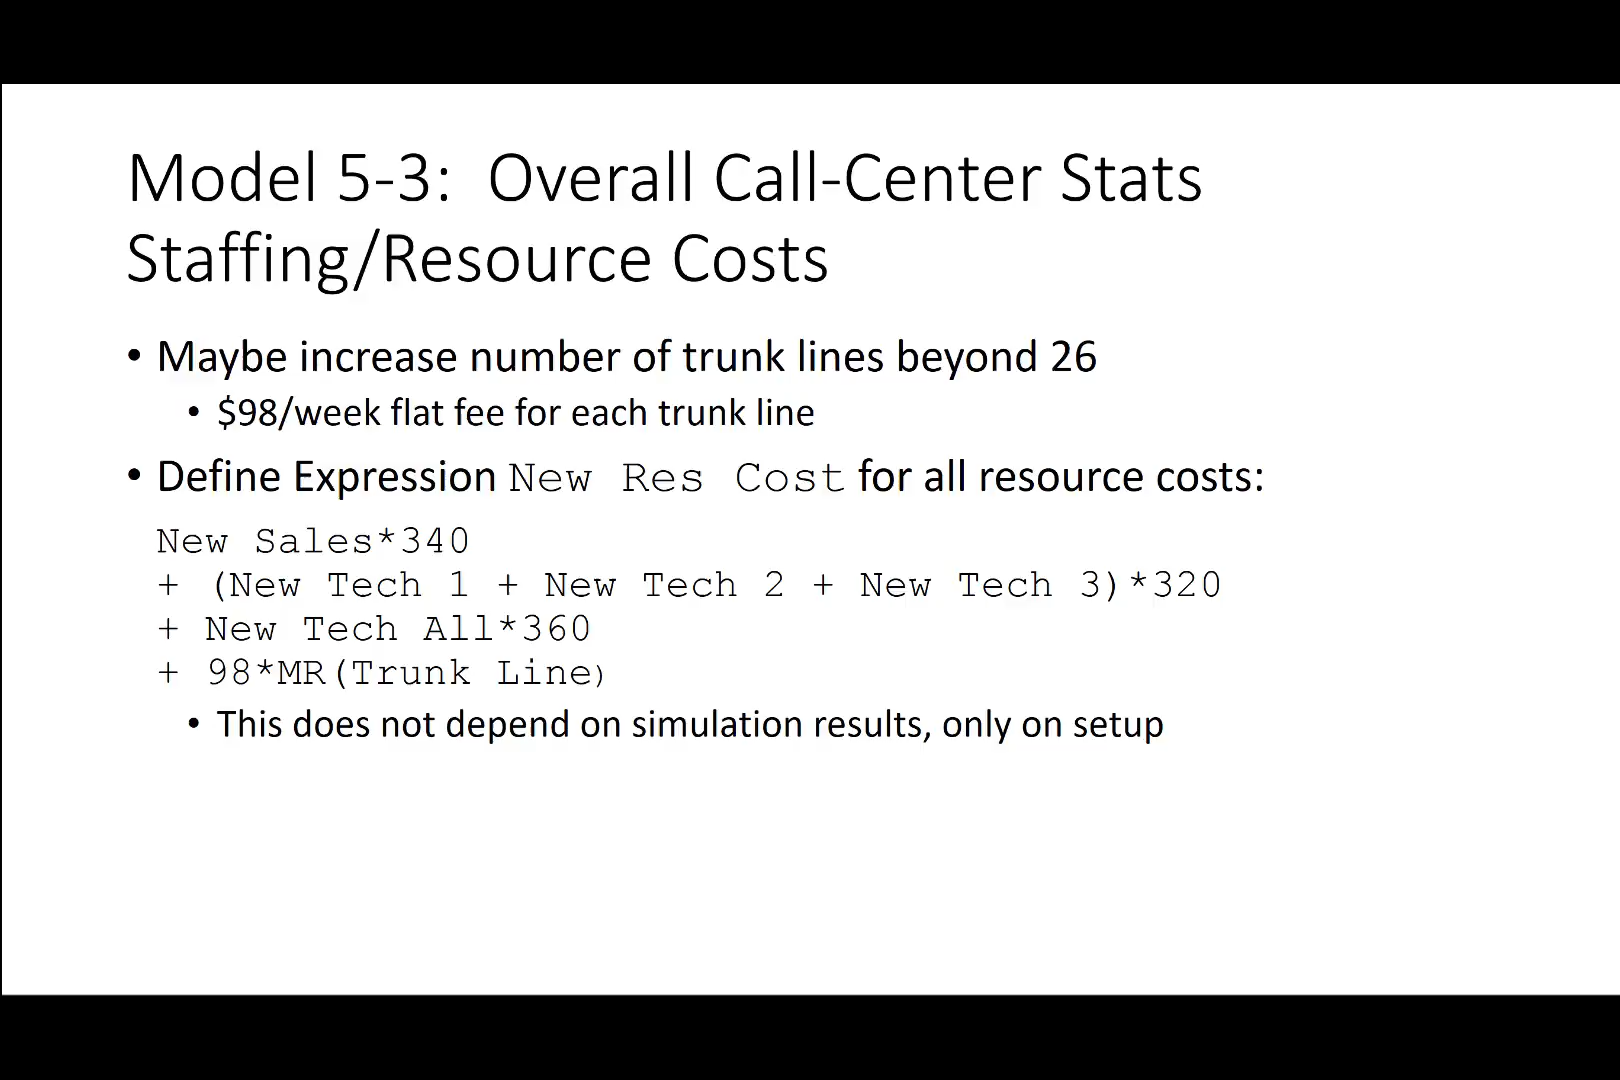 Model 5-3:  Overall Call-Center Stats
Staffing/Resource Costs
• Maybe increase number of trunk lines beyond 26
• $98/week flat fee for each trunk line
• Define Expression New Res Cost for all resource costs:
New Sales*340
+ (New Tech 1 + New Tech 2 + New Tech 3)*320
+ New Tech All*360
+ 98*MR(Trunk Line)
• This does not depend on simulation results, only on setup